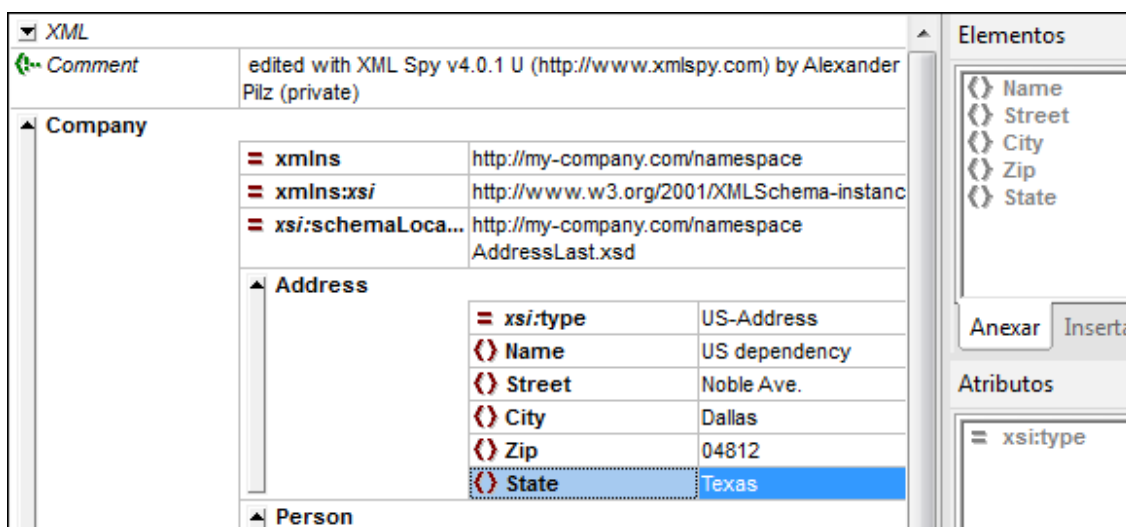 XML
Elementos
Comment
edited with XML Spy v4.0.1 U (http://www.xmlspy.com) by Alexander
Pilz (private)
Name
Street
City
Zip
State
Company
= xmlns http://my-company.com/namespace
= xmlns:xsi http://www.w3.org/2001/XMLSchema-instanc
= xsi:schemaLoca... http://my-company.com/namespace
AddressLast.xsd
Address
= xsi:type US-Address
Name US dependency
Street Noble Ave.
City Dallas
Zip 04812
State Texas
Person
Anexar Inserta
Atributos
= xsi:type